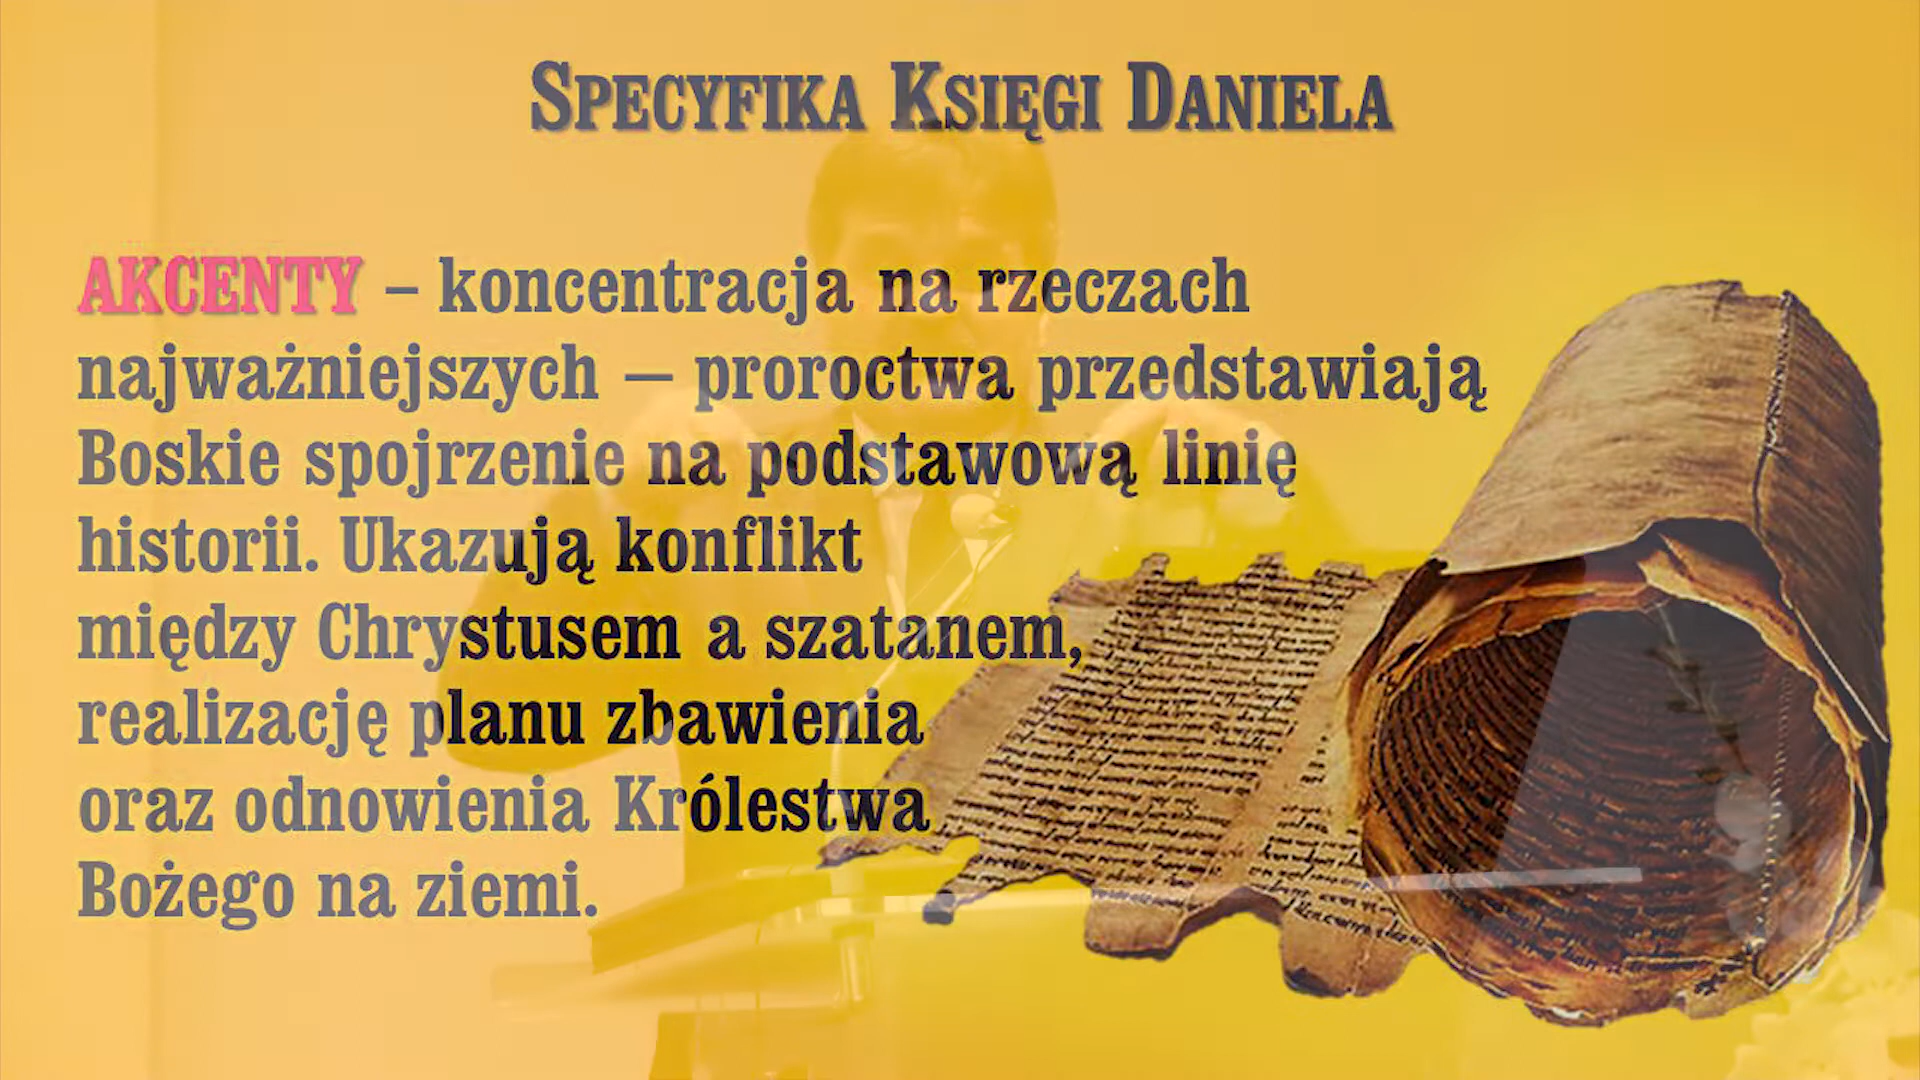 Specyfika Księgi Daniela
AKCENTY – koncentracja na rzeczach
najważniejszych – proroctwa przedstawiają
Boskie spojrzenie na podstawową linię
historii. Ukazują konflikt
między Chrystusem a szatanem,
realizację planu zbawienia
oraz odnowienia Królestwa
Bożego na ziemi.